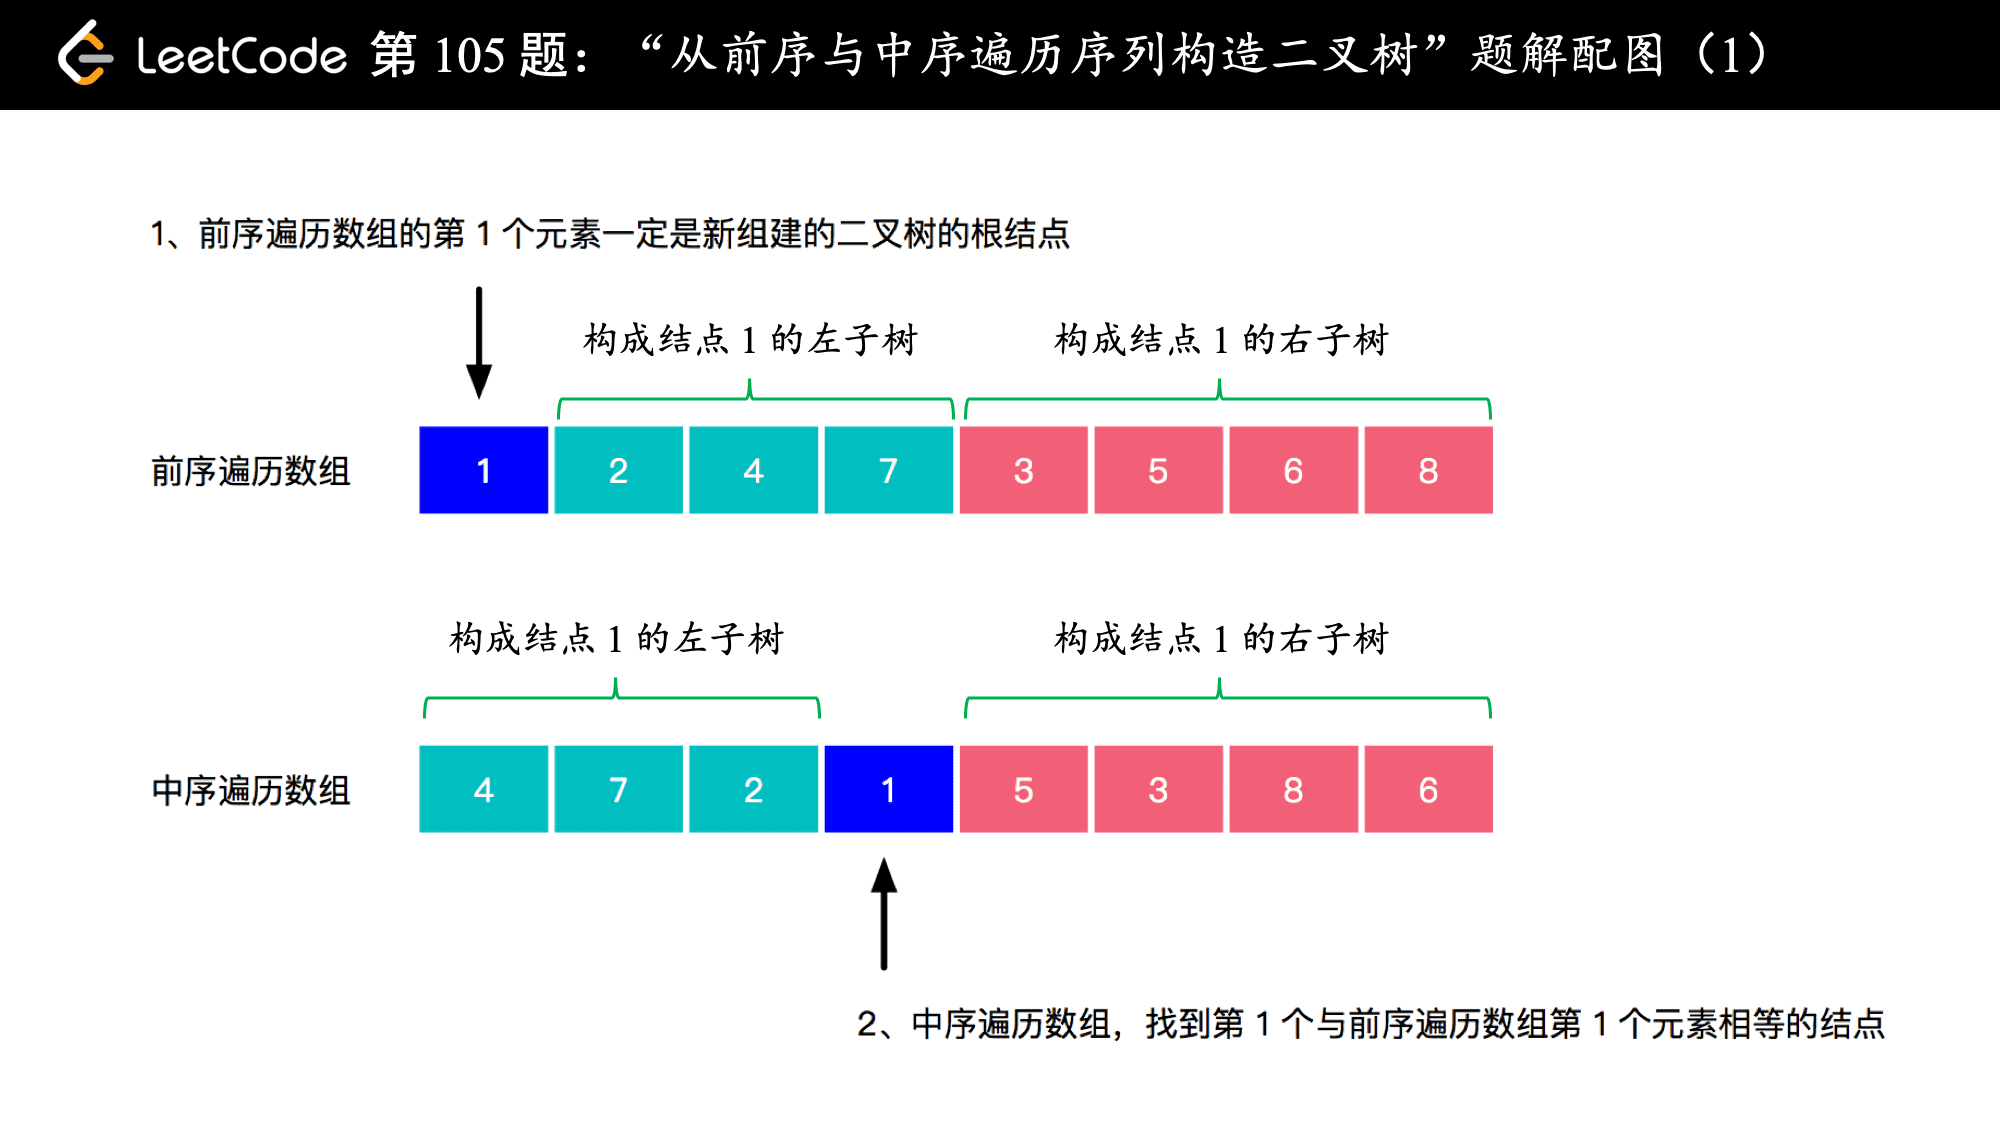 LeetCode 第 105 题：“从前序与中序遍历序列构造二叉树”题解配图（1）
1、前序遍历数组的第 1 个元素一定是新组建的二叉树的根结点
构成结点 1 的左子树 构成结点 1 的右子树
前序遍历数组 1 2 4 7 3 5 6 8
构成结点 1 的左子树 构成结点 1 的右子树
中序遍历数组 4 7 2 1 5 3 8 6
2、中序遍历数组，找到第 1 个与前序遍历数组第 1 个元素相等的结点